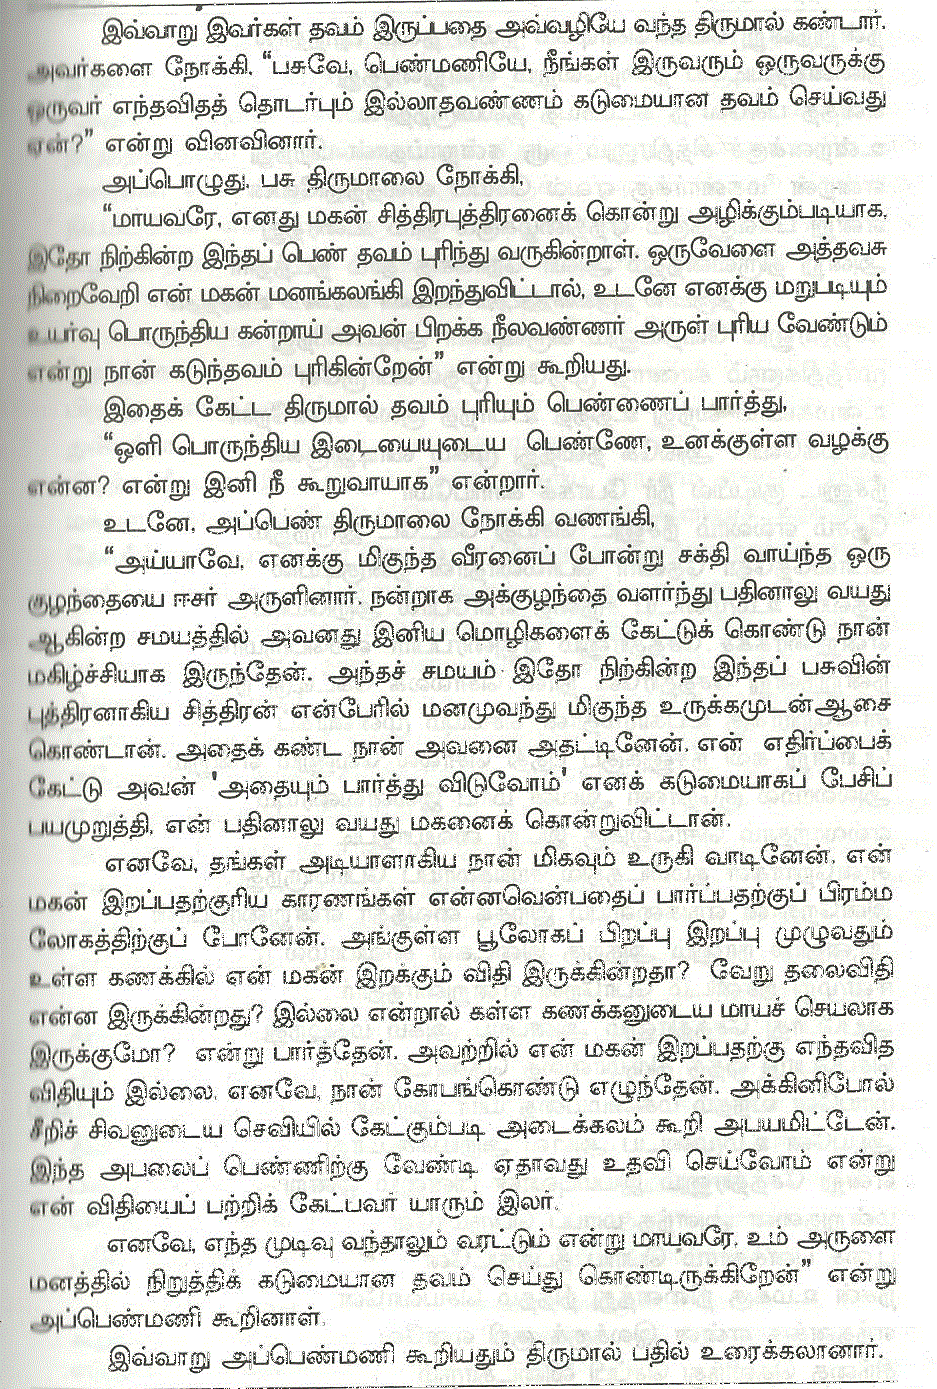 இவ்வாறு இவர்கள் தவம் இருப்பதை அவ்வழியே வந்த திருமால் கண்டார்.
அவர்களை நோக்கி, “பசுவே, பெண்மணியே, நீங்கள் இருவரும் ஒருவருக்கு
ஒருவர் எந்தவிதத் தொடர்பும் இல்லாதவண்ணம் கடுமையான தவம் செய்வது
ஏன்?” என்று வினவினார்.
அப்பொழுது, பசு திருமாலை நோக்கி,
“மாயவரே, எனது மகன் சித்திரபுத்திரனைக் கொன்று அழிக்கும்படியாக,
இதோ நிற்கின்ற இந்தப் பெண் தவம் புரிந்து வருகின்றாள். ஒருவேளை அத்தவசு
நிறைவேறி என் மகன் மனங்கலங்கி இறந்துவிட்டால், உடனே எனக்கு மறுபடியும்
உயர்வு பொருந்திய கன்றாய் அவன் பிறக்க நீலவண்ணர் அருள் புரிய வேண்டும்
என்று நான் கடுந்தவம் புரிகின்றேன்” என்று கூறியது.
இதைக் கேட்ட திருமால் தவம் புரியும் பெண்ணைப் பார்த்து,
“ஒளி பொருந்திய இடையையுடைய பெண்ணே, உனக்குள்ள வழக்கு
என்ன? என்று இனி நீ கூறுவாயாக” என்றார்.
உடனே, அப்பெண் திருமாலை நோக்கி வணங்கி,
“அய்யாவே, எனக்கு மிகுந்த வீரனைப் போன்று சக்தி வாய்ந்த ஒரு
குழந்தையை ஈசர் அருளினார். நன்றாக அக்குழந்தை வளர்ந்து பதினாலு வயது
ஆகின்ற சமயத்தில் அவனது இனிய மொழிகளைக் கேட்டுக் கொண்டு நான்
மகிழ்ச்சியாக இருந்தேன். அந்தச் சமயம் இதோ நிற்கின்ற இந்தப் பசுவின்
புத்திரனாகிய சித்திரன் என்பேரில் மனமுவந்து மிகுந்த உருக்கமுடன்ஆசை
கொண்டான். அதைக் கண்ட நான் அவனை அதட்டினேன். என் எதிர்ப்பைக்
கேட்டு அவன் 'அதையும் பார்த்து விடுவோம்' எனக் கடுமையாகப் பேசிப்
பயமுறுத்தி, என் பதினாலு வயது மகனைக் கொன்றுவிட்டான்.
எனவே, தங்கள் அடியாளாகிய நான் மிகவும் உருகி வாடினேன். என்
மகன் இறப்பதற்குரிய காரணங்கள் என்னவென்பதைப் பார்ப்பதற்குப் பிரம்ம
லோகத்திற்குப் போனேன். அங்குள்ள பூலோகப் பிறப்பு இறப்பு முழுவதும்
உள்ள கணக்கில் என் மகன் இறக்கும் விதி இருக்கின்றதா? வேறு தலைவிதி
என்ன இருக்கின்றது? இல்லை என்றால் கள்ள கணக்கனுடைய மாயச் செயலாக
இருக்குமோ? என்று பார்த்தேன். அவற்றில் என் மகன் இறப்பதற்கு எந்தவித
விதியும் இல்லை. எனவே, நான் கோபங்கொண்டு எழுந்தேன். அக்கினிபோல்
சீறிச் சிவனுடைய செவியில் கேட்கும்படி அடைக்கலம் கூறி அபயமிட்டேன்.
இந்த அபலைப் பெண்ணிற்கு வேண்டி ஏதாவது உதவி செய்வோம் என்று
என் விதியைப் பற்றிக் கேட்பவர் யாரும் இலர்.
எனவே, எந்த முடிவு வந்தாலும் வரட்டும் என்று மாயவரே, உம் அருளை
மனத்தில் நிறுத்திக் கடுமையான தவம் செய்து கொண்டிருக்கிறேன்” என்று
அப்பெண்மணி கூறினாள்.
இவ்வாறு அப்பெண்மணி கூறியதும் திருமால் பதில் உரைக்கலானார்.